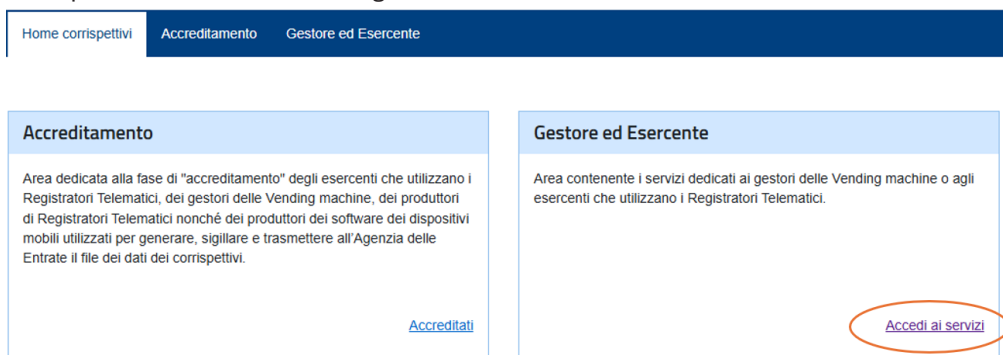 Home corrispettivi Accreditamento Gestore ed Esercente
Accreditamento
Area dedicata alla fase di "accreditamento" degli esercenti che utilizzano i
Registratori Telematici, dei gestori delle Vending machine, dei produttori
di Registratori Telematici nonché dei produttori dei software dei dispositivi
mobili utilizzati per generare, sigillare e trasmettere all'Agenzia delle
Entrate il file dei dati dei corrispettivi.
Accreditati
Gestore ed Esercente
Area contenente i servizi dedicati ai gestori delle Vending machine o agli
esercenti che utilizzano i Registratori Telematici.
Accedi ai servizi